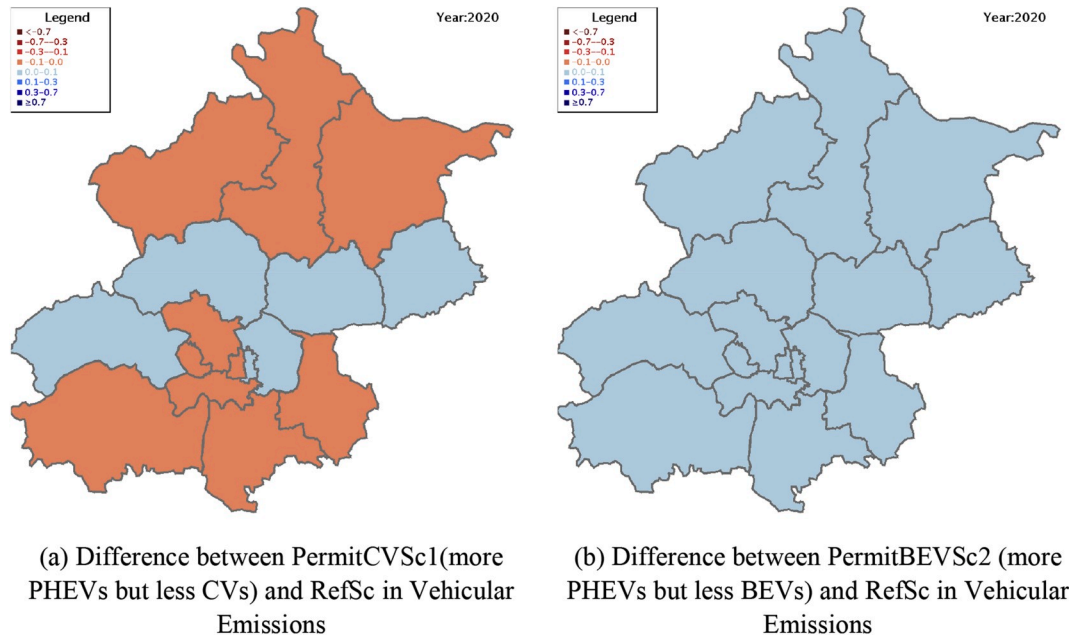 Legend
<-0.7
-0.7--0.3
-0.3--0.1
-0.1-0.0
0.0-0.1
0.1-0.3
0.3-0.7
≥0.7
Year:2020
Legend
<-0.7
-0.7--0.3
-0.3--0.1
-0.1-0.0
0.0-0.1
0.1-0.3
0.3-0.7
≥0.7
Year:2020
(a) Difference between PermitCVSc1(more
PHEVs but less CVs) and RefSc in Vehicular
Emissions
(b) Difference between PermitBEVSc2 (more
PHEVs but less BEVs) and RefSc in Vehicular
Emissions